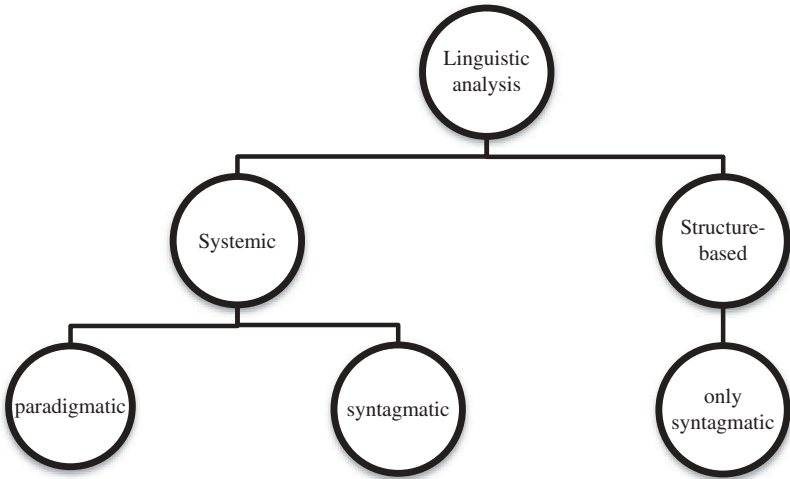 Linguistic
analysis
Systemic
Structure-
based
paradigmatic
syntagmatic
only
syntagmatic